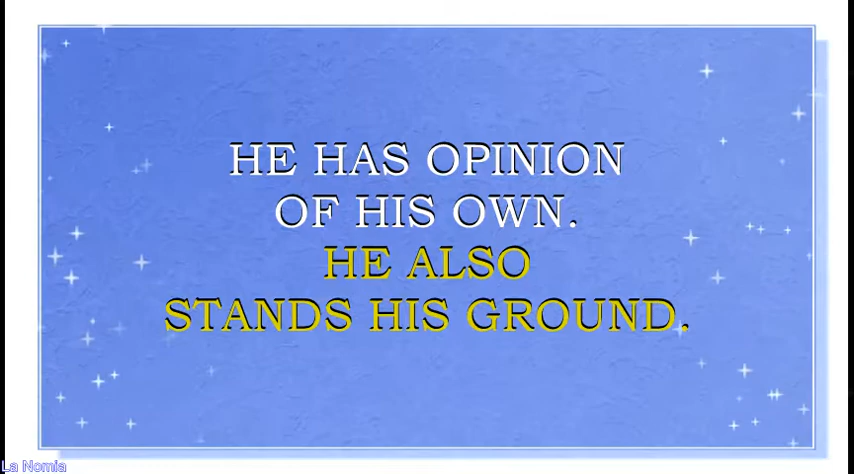 HE HAS OPINION
OF HIS OWN.
HE ALSO
STANDS HIS GROUND.
La Nomia